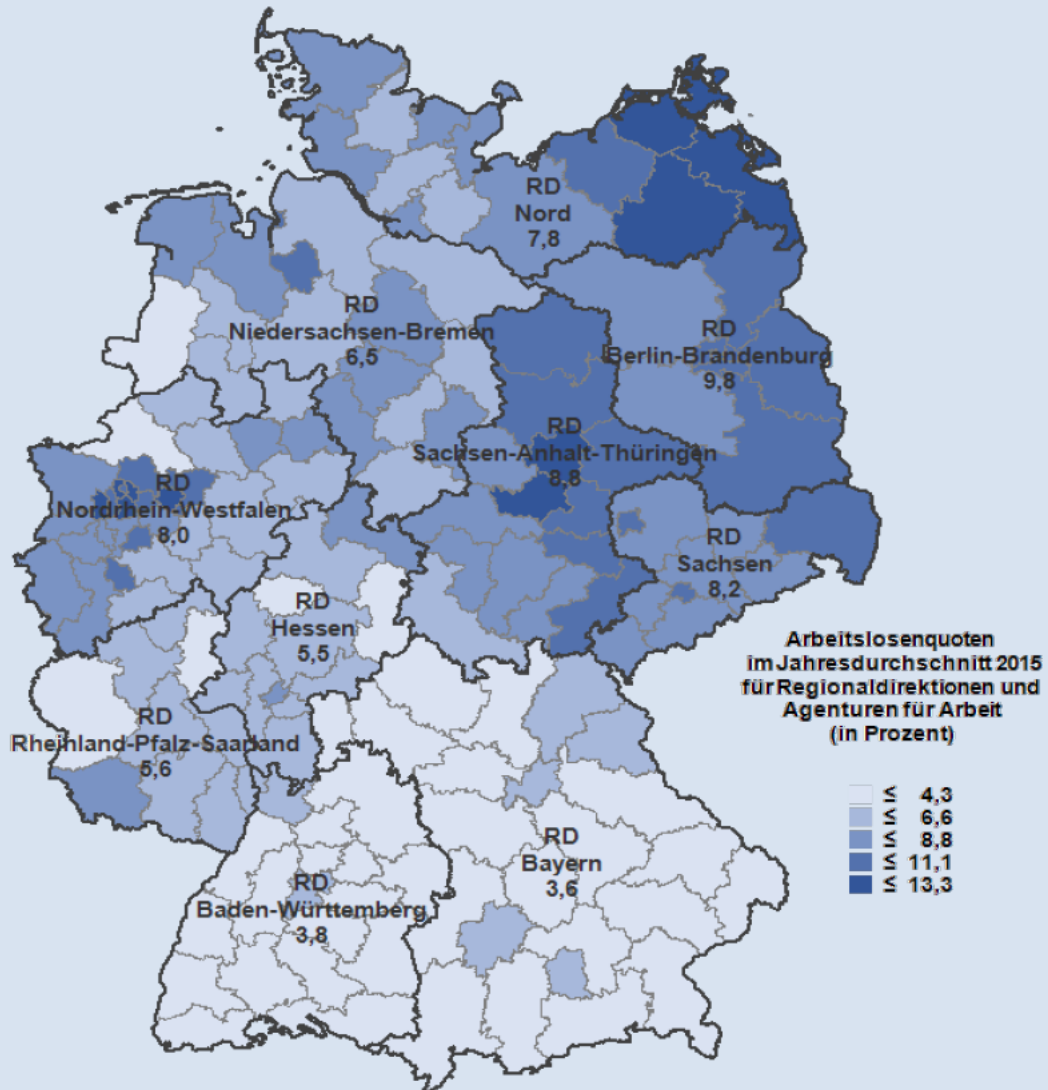 RD
Nord
7,8
RD
Niedersachsen-Bremen
6,5
RD
Berlin-Brandenburg
9,8
RD
Sachsen-Anhalt-Thüringen
8,8
RD
Nordrhein-Westfalen
8,0
RD
Sachsen
8,2
RD
Hessen
5,5
RD
Rheinland-Pfalz-Saarland
5,6
RD
Bayern
3,6
RD
Baden-Württemberg
3,8
Arbeitslosenquoten
im Jahresdurchschnitt 2015
für Regionaldirektionen und
Agenturen für Arbeit
(in Prozent)
≤ 4,3
≤ 6,6
≤ 8,8
≤ 11,1
≤ 13,3